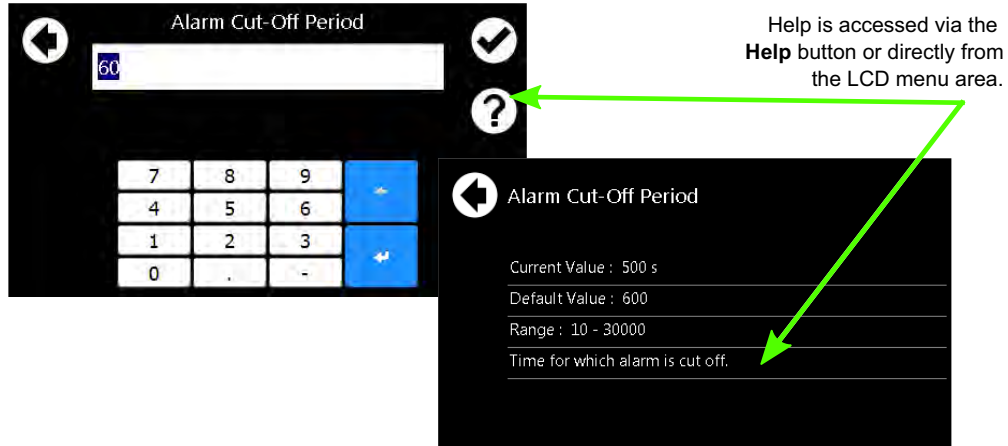 Alarm Cut-Off Period
60
?
7 8 9
4 5 6
1 2 3
0 . -
Help is accessed via the
Help button or directly from
the LCD menu area.
Alarm Cut-Off Period
Current Value : 500 s
Default Value : 600
Range : 10 - 30000
Time for which alarm is cut off.